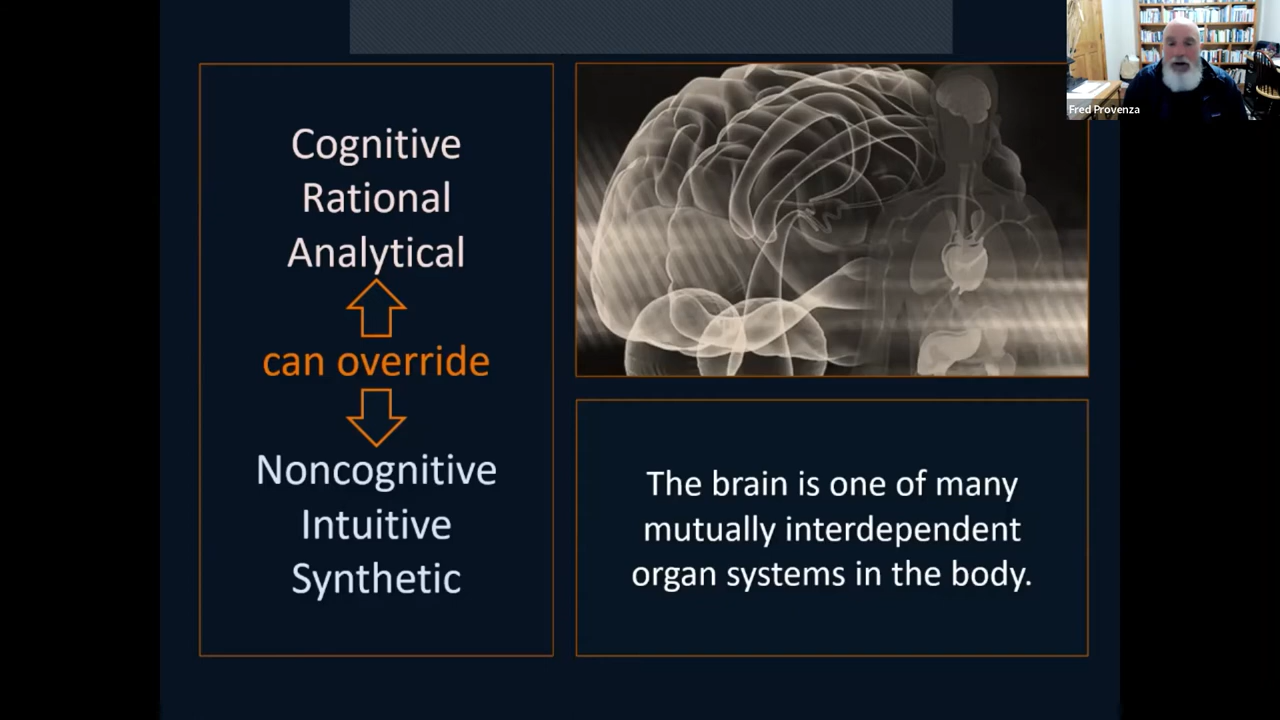 Cognitive
Rational
Analytical
can override
Noncognitive
Intuitive
Synthetic
The brain is one of many
mutually interdependent
organ systems in the body.
Fred Provenza